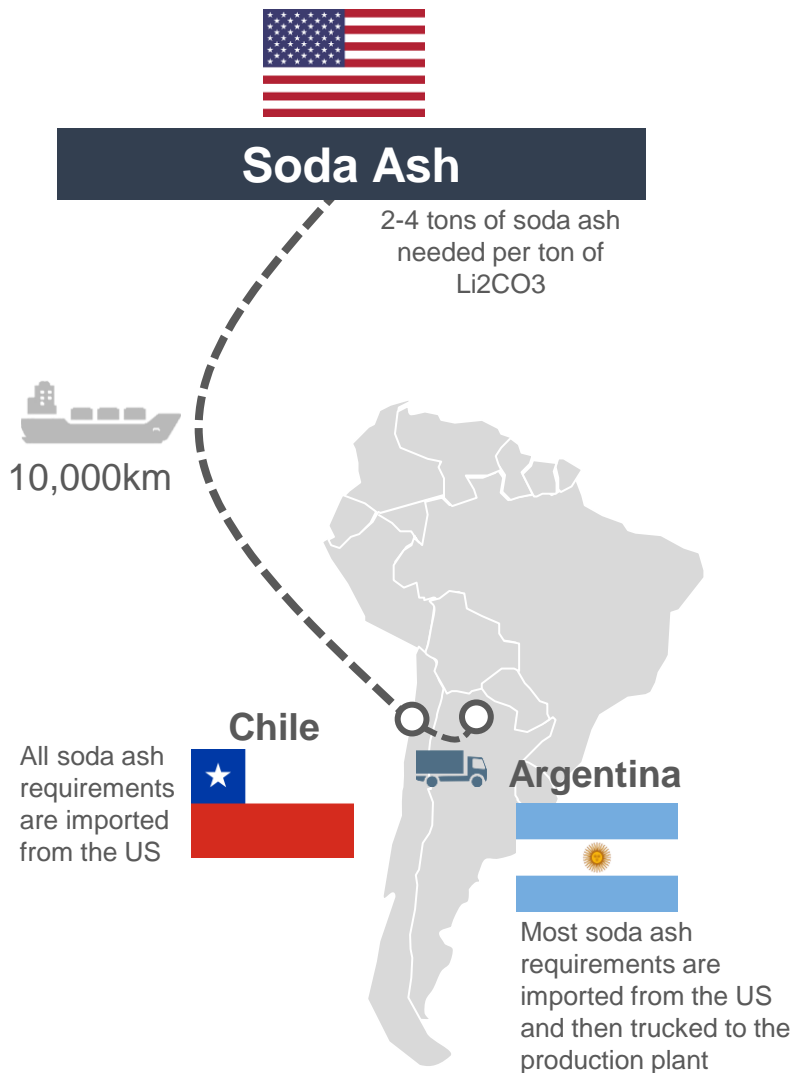 Soda Ash
2-4 tons of soda ash
needed per ton of
Li2CO3
10,000km
Chile
All soda ash
requirements
are imported
from the US
Argentina
Most soda ash
requirements are
imported from the US
and then trucked to the
production plant